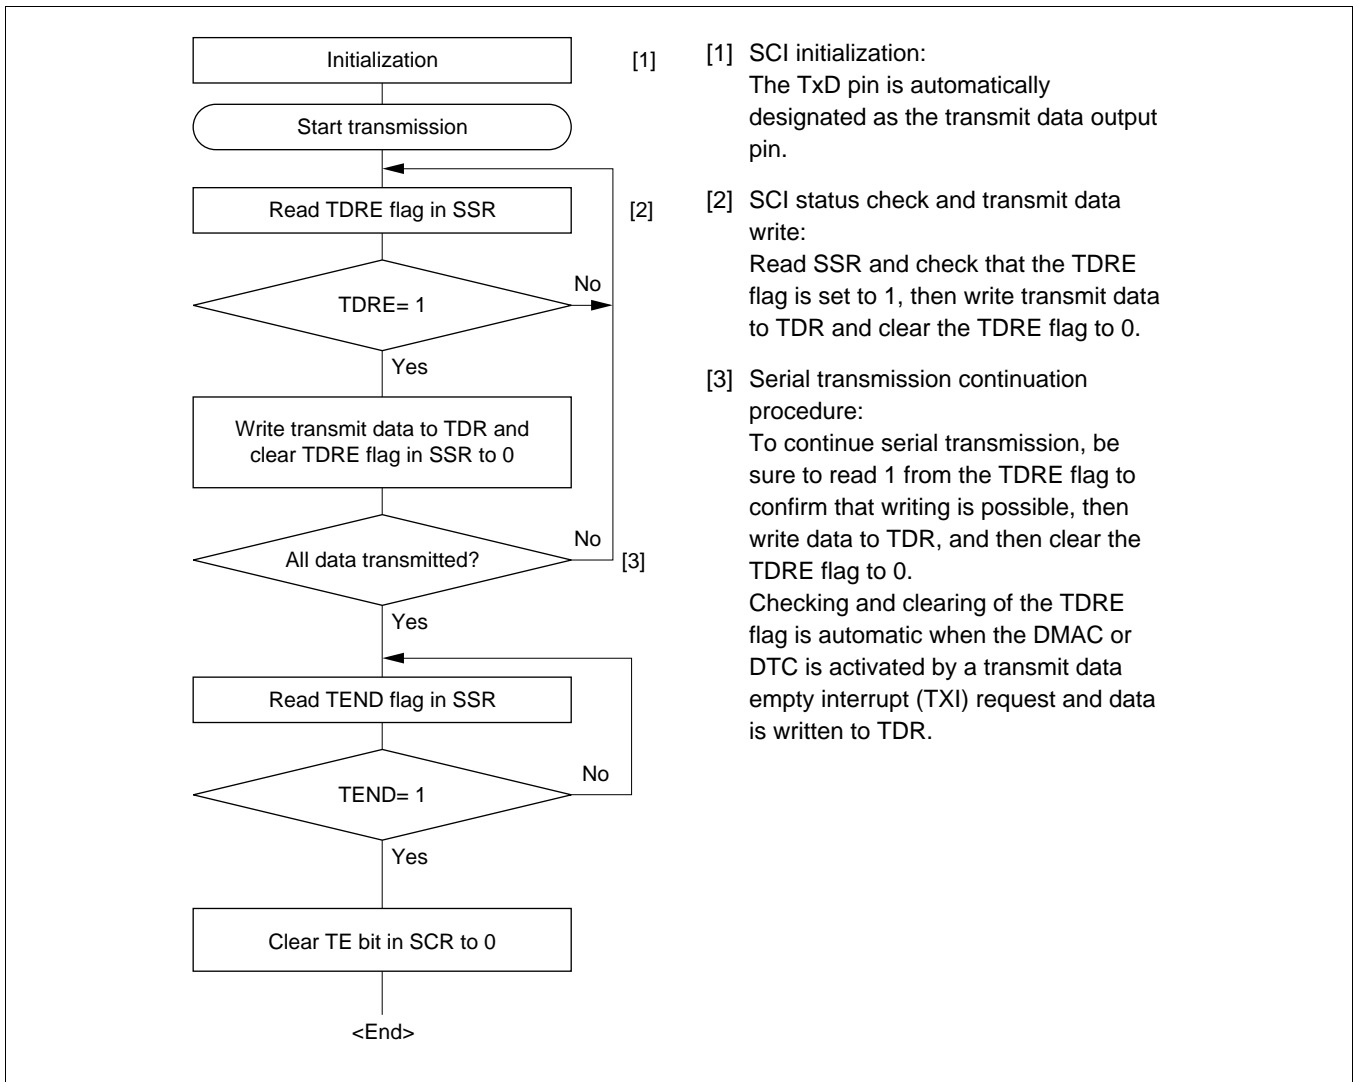 Initialization
[1]
Start transmission
Read TDRE flag in SSR
[2]
TDRE= 1
No
Yes
Write transmit data to TDR and
clear TDRE flag in SSR to 0
All data transmitted?
No
[3]
Yes
Read TEND flag in SSR
TEND= 1
No
Yes
Clear TE bit in SCR to 0
<End>
[1] SCI initialization:
The TxD pin is automatically
designated as the transmit data output
pin.
[2] SCI status check and transmit data
write:
Read SSR and check that the TDRE
flag is set to 1, then write transmit data
to TDR and clear the TDRE flag to 0.
[3] Serial transmission continuation
procedure:
To continue serial transmission, be
sure to read 1 from the TDRE flag to
confirm that writing is possible, then
write data to TDR, and then clear the
TDRE flag to 0.
Checking and clearing of the TDRE
flag is automatic when the DMAC or
DTC is activated by a transmit data
empty interrupt (TXI) request and data
is written to TDR.